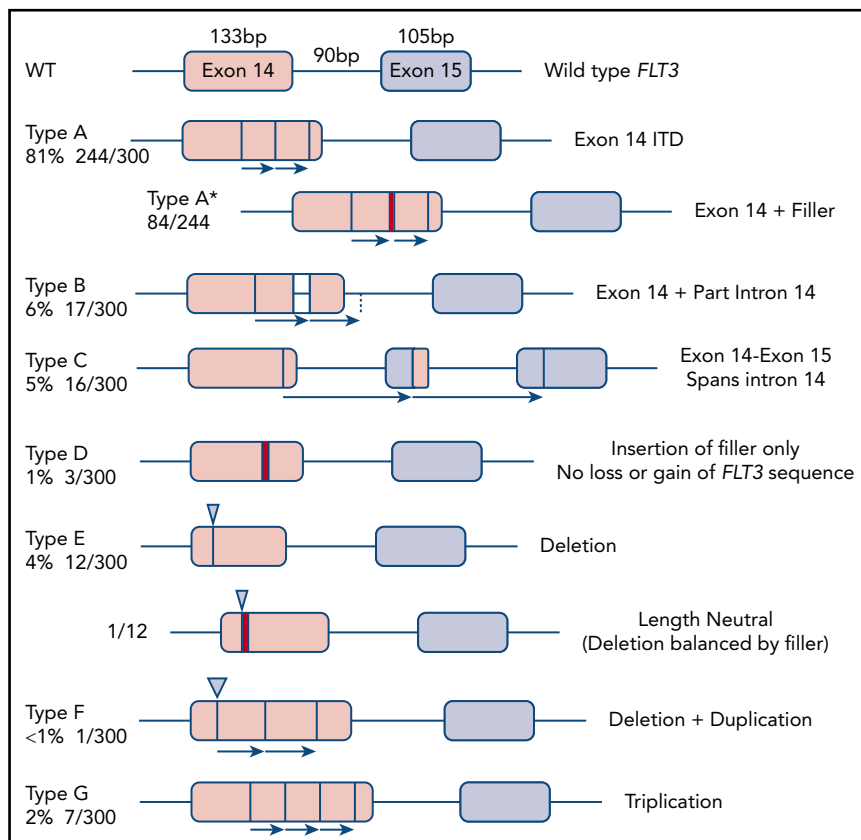 133bp 90bp 105bp
WT Exon 14 Exon 15 Wild type FLT3
Type A
81% 244/300
Exon 14 ITD
Type A*
84/244
Exon 14 + Filler
Type B
6% 17/300
Exon 14 + Part Intron 14
Type C
5% 16/300
Exon 14-Exon 15
Spans intron 14
Type D
1% 3/300
Insertion of filler only
No loss or gain of FLT3 sequence
Type E
4% 12/300
Deletion
1/12
Length Neutral
(Deletion balanced by filler)
Type F
<1% 1/300
Deletion + Duplication
Type G
2% 7/300
Triplication